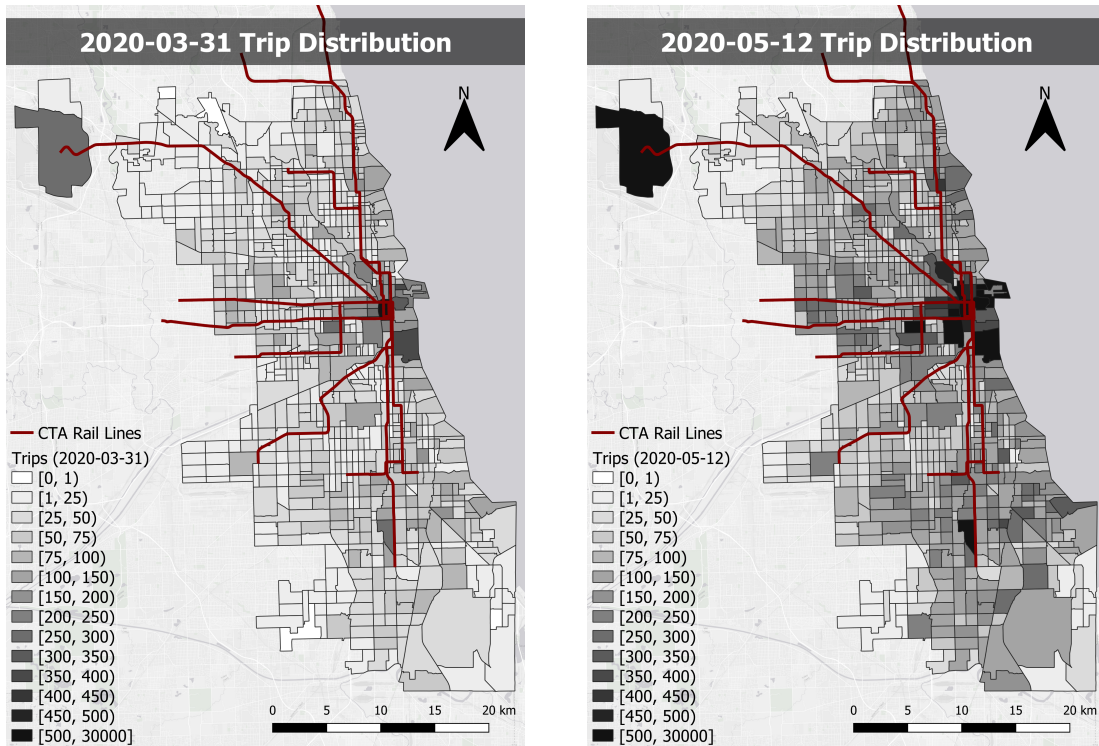 2020-03-31 Trip Distribution
N
CTA Rail Lines
Trips (2020-03-31)
[0, 1)
[1, 25)
[25, 50)
[50, 75)
[75, 100)
[100, 150)
[150, 200)
[200, 250)
[250, 300)
[300, 350)
[350, 400)
[400, 450)
[450, 500)
[500, 30000]
0 5 10 15 20 km
2020-05-12 Trip Distribution
N
CTA Rail Lines
Trips (2020-05-12)
[0, 1)
[1, 25)
[25, 50)
[50, 75)
[75, 100)
[100, 150)
[150, 200)
[200, 250)
[250, 300)
[300, 350)
[350, 400)
[400, 450)
[450, 500)
[500, 30000]
0 5 10 15 20 km